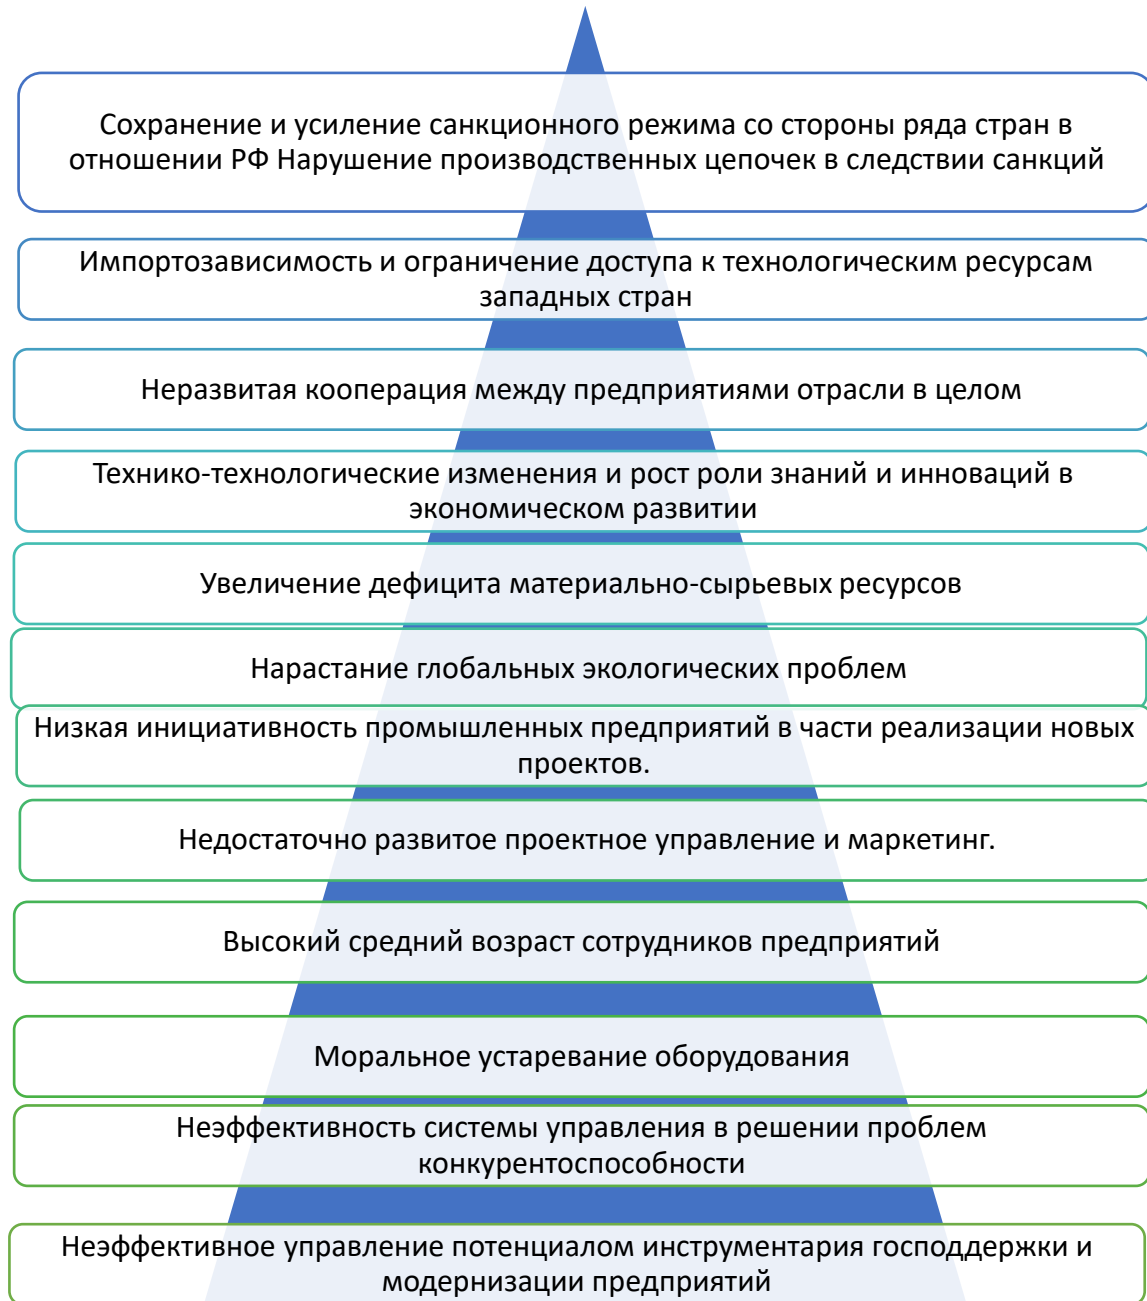 Сохранение и усиление санкционного режима со стороны ряда стран в
отношении РФ Нарушение производственных цепочек в следствии санкций
Импортозависимость и ограничение доступа к технологическим ресурсам
западных стран
Неразвитая кооперация между предприятиями отрасли в целом
Технико-технологические изменения и рост роли знаний и инноваций в
экономическом развитии
Увеличение дефицита материально-сырьевых ресурсов
Нарастание глобальных экологических проблем
Низкая инициативность промышленных предприятий в части реализации новых
проектов.
Недостаточно развитое проектное управление и маркетинг.
Высокий средний возраст сотрудников предприятий
Моральное устаревание оборудования
Неэффективность системы управления в решении проблем
конкурентоспособности
Неэффективное управление потенциалом инструментария господдержки и
модернизации предприятий